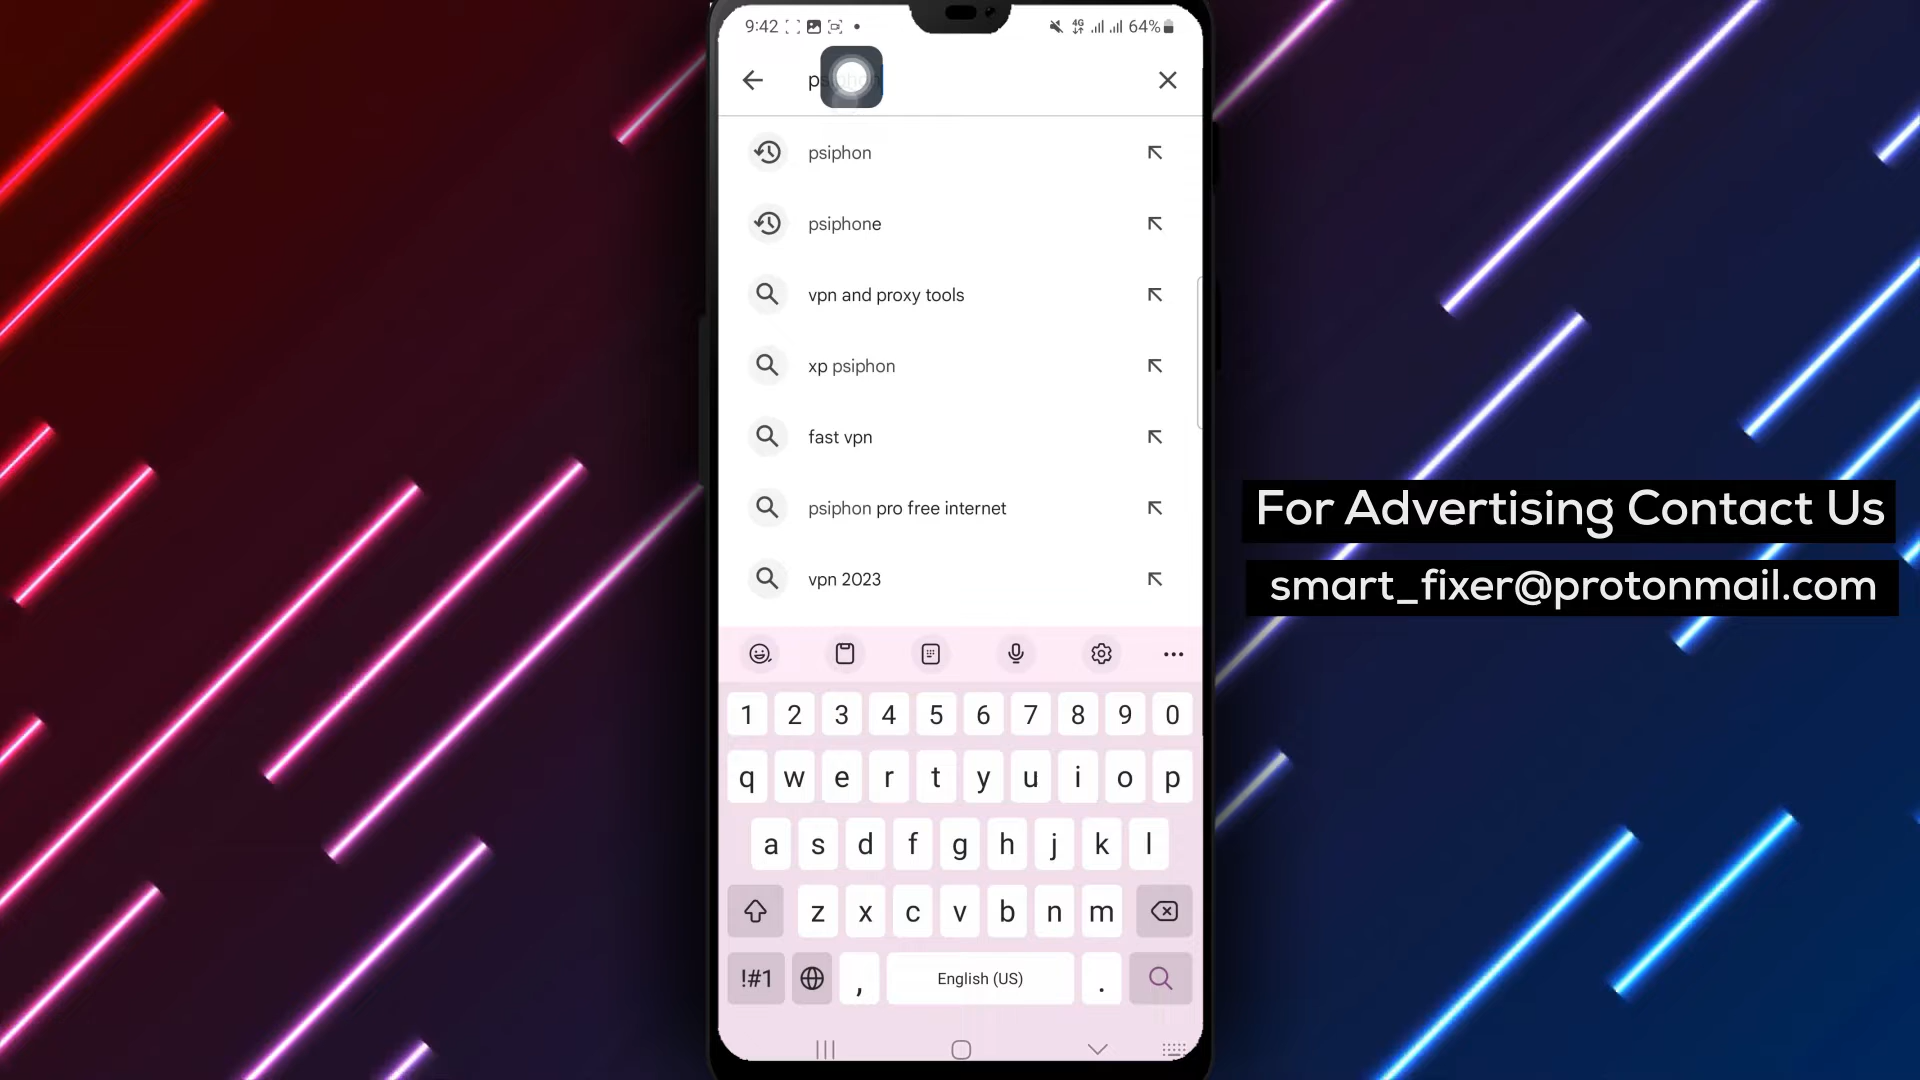 9:42
4G 64%
psiphon
psiphon
psiphone
vpn and proxy tools
xp psiphon
fast vpn
psiphon pro free internet
vpn 2023
For Advertising Contact Us
smart_fixer@protonmail.com
1 2 3 4 5 6 7 8 9 0
q w e r t y u i o p
a s d f g h j k l
z x c v b n m
!#1 , English (US) .